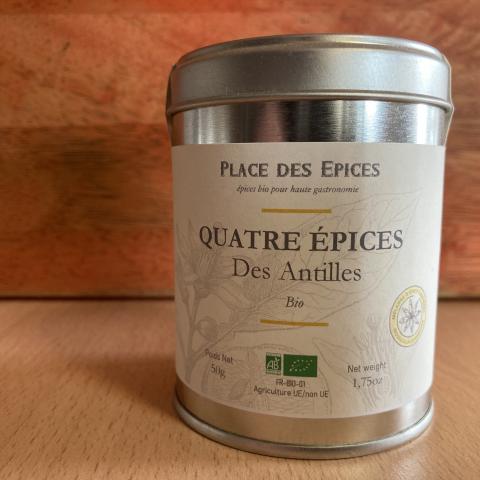 PLACE DES EPICES
épices bio pour haute gastronomie
QUATRE ÉPICES
Des Antilles
Bio
Poids Net
50g
AB
FR-BIO-01
Agriculture UE/non UE
Net weight
1,75oz